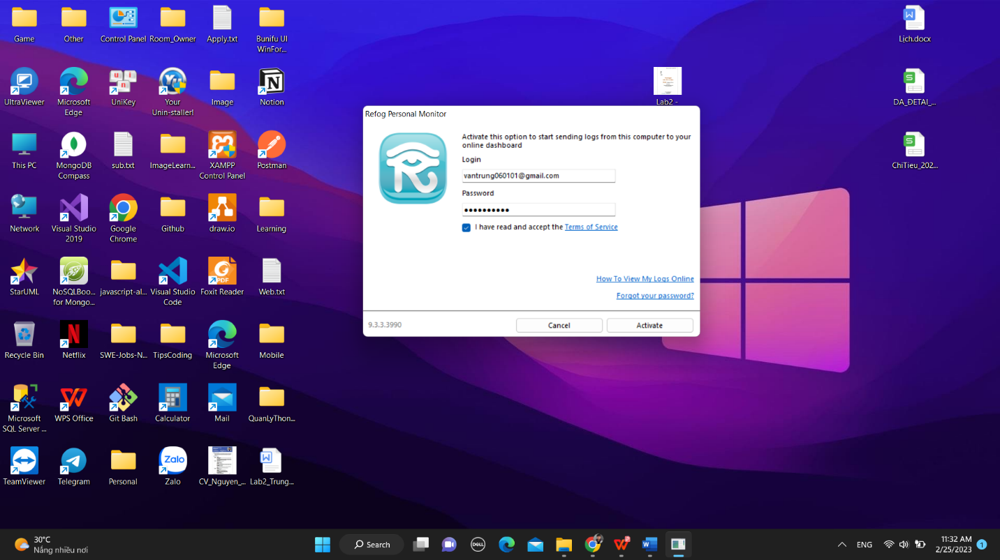 Game
Other
Control Panel
Room_Owner
Apply.txt
Bunifu UI
WinFor...
UltraViewer
Microsoft
Edge
UniKey
Your
Unin-staller!
Image
Notion
This PC
MongoDB
Compass
sub.txt
ImageLearn...
XAMPP
Control Panel
Postman
Network
Visual Studio
2019
Google
Chrome
Github
draw.io
Learning
StarUML
NoSQLBoo...
for Mongo...
javascript-al...
Visual Studio
Code
Foxit Reader
Web.txt
Recycle Bin
Netflix
SWE-Jobs-N...
TipsCoding
Microsoft
Edge
Mobile
Microsoft
SQL Server ...
WPS Office
Git Bash
Calculator
Mail
QuanLyThon...
TeamViewer
Telegram
Personal
Zalo
Zalo
CV_Nguyen_...
Lab2_Trung...
Lab2 -
Lịch.docx
DA_ĐETAI_...
ChiTieu_202...
Refog Personal Monitor
Activate this option to start sending logs from this computer to your
online dashboard
Login
vantrung060101@gmail.com
Password
I have read and accept the Terms of Service
How To View My Logs Online
Forgot your password?
9.3.3.3990
Cancel
Activate
30°C
Nắng nhiều nơi
Search
DELL
ENG
11:32 AM
2/25/2023
1